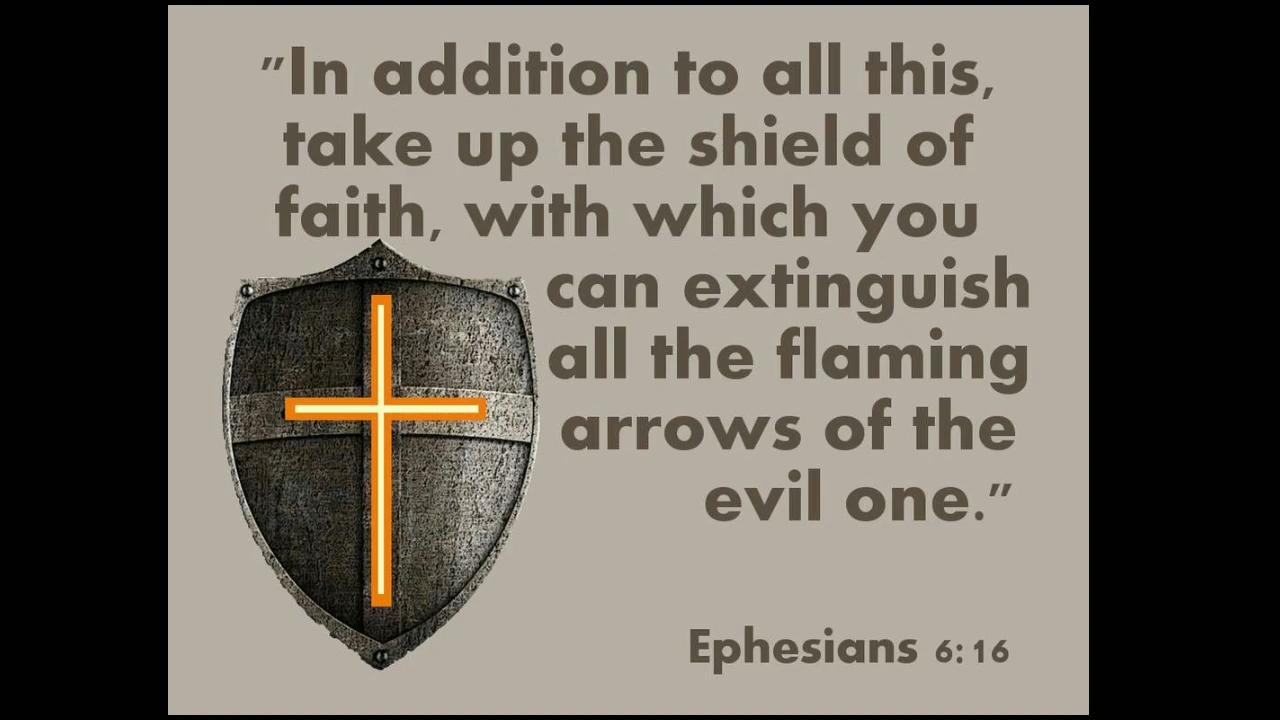 "In addition to all this,
take up the shield of
faith, with which you
can extinguish
all the flaming
arrows of the
evil one."
Ephesians 6:16